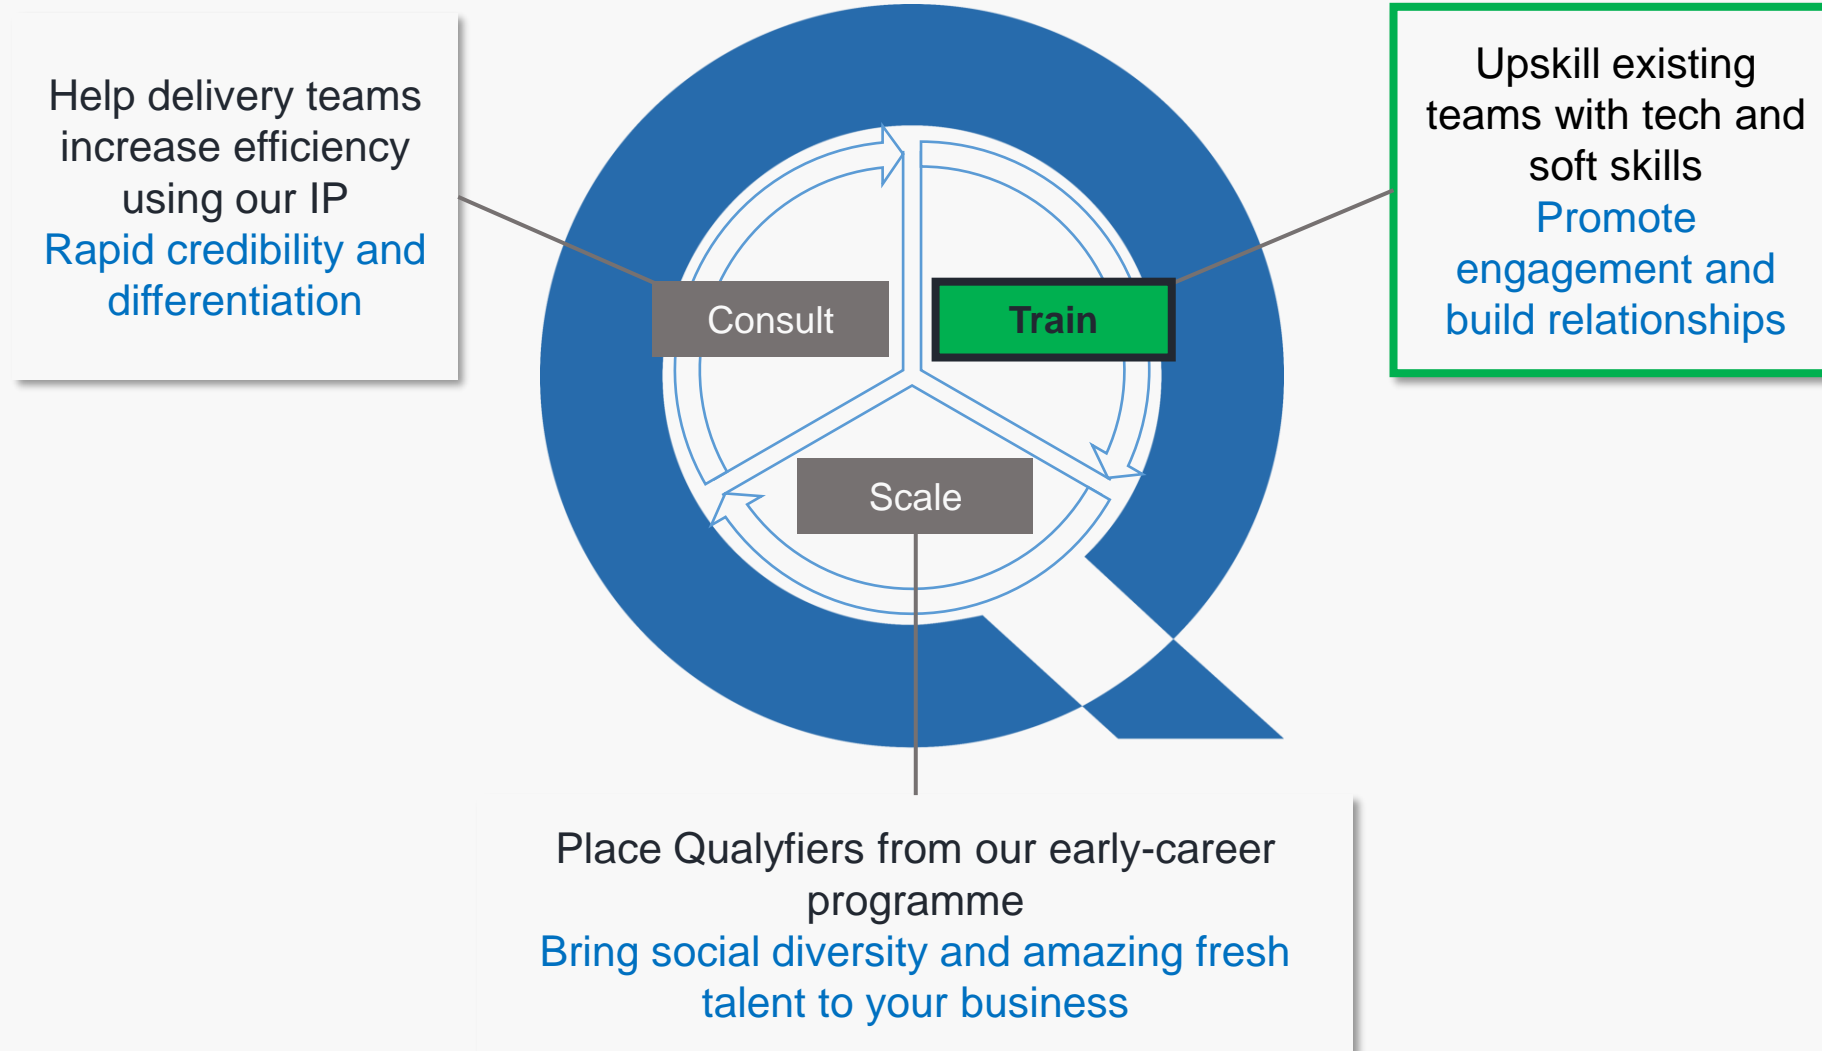 Help delivery teams
increase efficiency
using our IP
Rapid credibility and
differentiation
Upskill existing
teams with tech and
soft skills
Promote
engagement and
build relationships
Consult
Train
Scale
Place Qualyfiers from our early-career
programme
Bring social diversity and amazing fresh
talent to your business